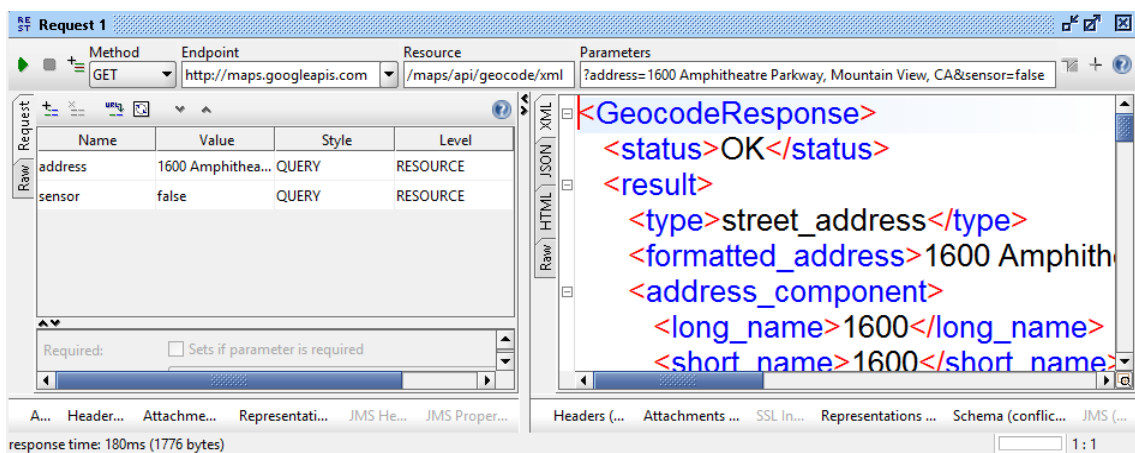 REST Request 1
Method Endpoint Resource Parameters
GET http://maps.googleapis.com /maps/api/geocode/xml ?address=1600 Amphitheatre Parkway, Mountain View, CA&sensor=false
Request
Raw
Name Value Style Level
address 1600 Amphithea... QUERY RESOURCE
sensor false QUERY RESOURCE
Required: Sets if parameter is required
A... Header... Attachme... Representati... JMS He... JMS Proper...
XML
JSON
HTML
Raw
<GeocodeResponse>
<status>OK</status>
<result>
<type>street_address</type>
<formatted_address>1600 Amphith
<address_component>
<long_name>1600</long_name>
<short_name>1600</short_name>
Headers (... Attachments ... SSL In... Representations ... Schema (conflic... JMS (...
response time: 180ms (1776 bytes)
1 : 1